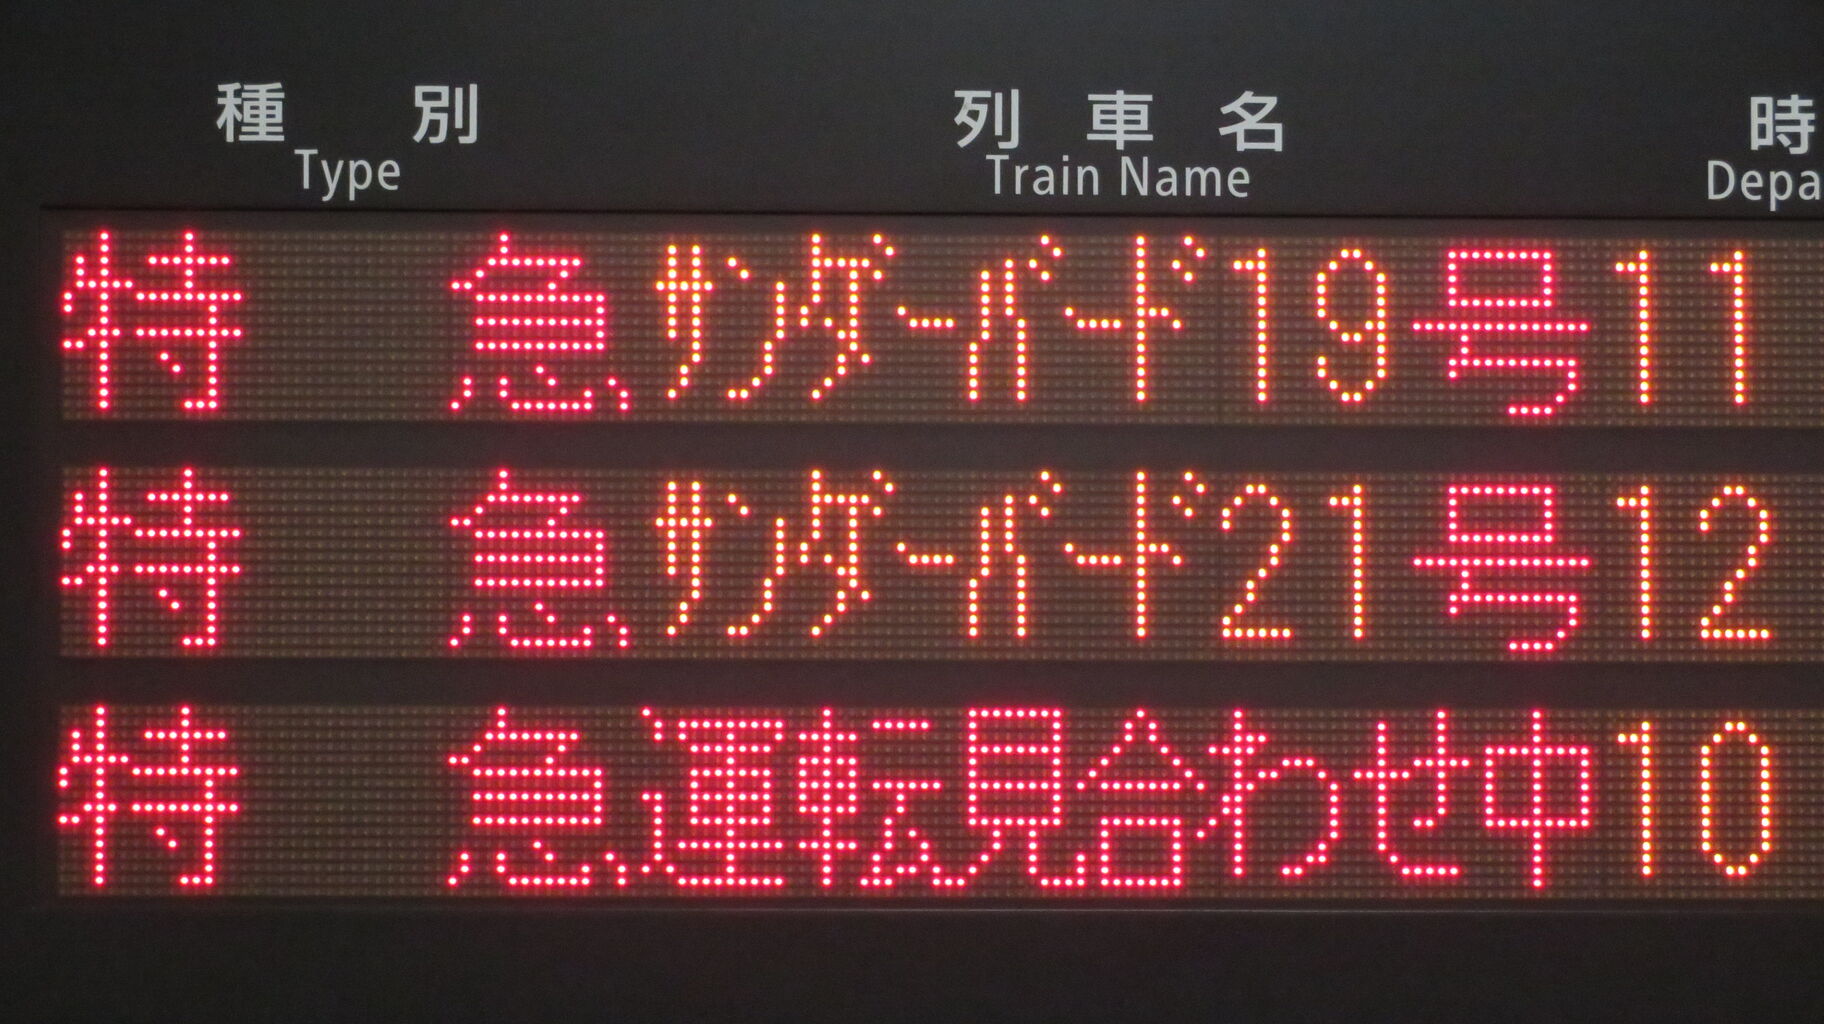 種別 列車名 時
Type Train Name Depa
特急 サンダーバード19号 11
特急 サンダーバード21号 12
特急 運転見合わせ中 10